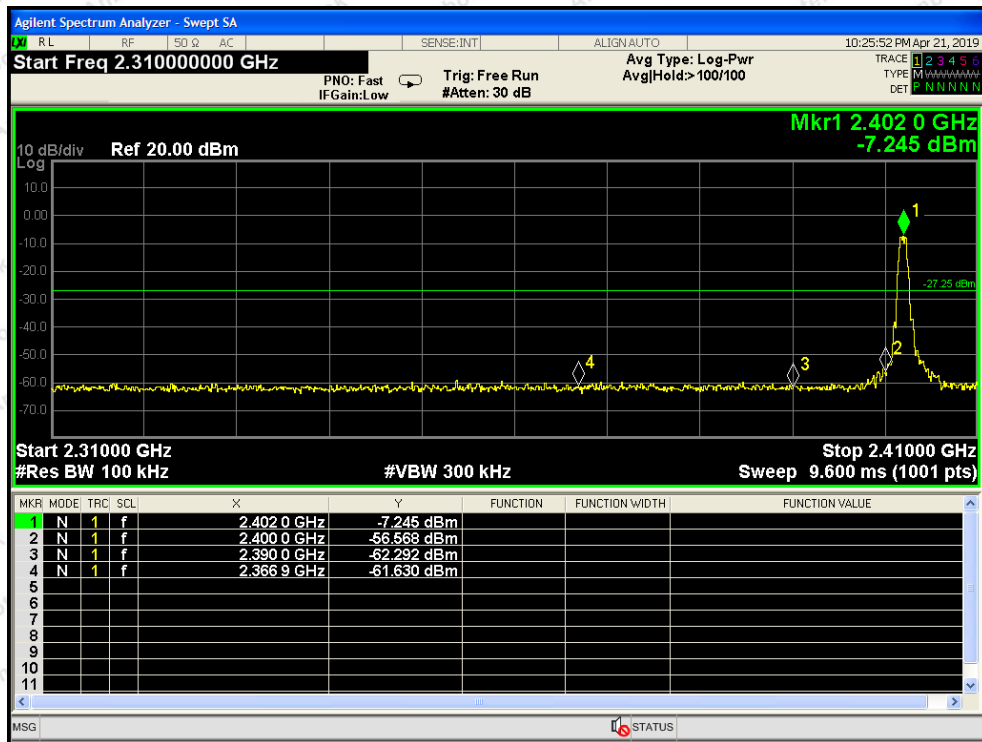 Agilent Spectrum Analyzer - Swept SA
LXI RL RF 50 Ω AC SENSE:INT ALIGN AUTO 10:25:52 PM Apr 21, 2019
Start Freq 2.310000000 GHz
PNO: Fast
IFGain:Low
Trig: Free Run
#Atten: 30 dB
Avg Type: Log-Pwr
Avg|Hold:>100/100
TRACE 1 2 3 4 5 6
TYPE M WWWWW
DET P N N N N N
Mkr1 2.402 0 GHz
-7.245 dBm
10 dB/div Ref 20.00 dBm
Log
10.0
0.00
-10.0
-20.0
-30.0
-40.0
-50.0
-60.0
-70.0
1
-27.25 dBm
2
3
4
Start 2.31000 GHz
Stop 2.41000 GHz
#Res BW 100 kHz
#VBW 300 kHz
Sweep 9.600 ms (1001 pts)
MKR MODE TRC SCL X Y FUNCTION FUNCTION WIDTH FUNCTION VALUE
1 N 1 f 2.402 0 GHz -7.245 dBm
2 N 1 f 2.400 0 GHz -56.568 dBm
3 N 1 f 2.390 0 GHz -62.292 dBm
4 N 1 f 2.366 9 GHz -61.630 dBm
5
6
7
8
9
10
11
MSG
STATUS